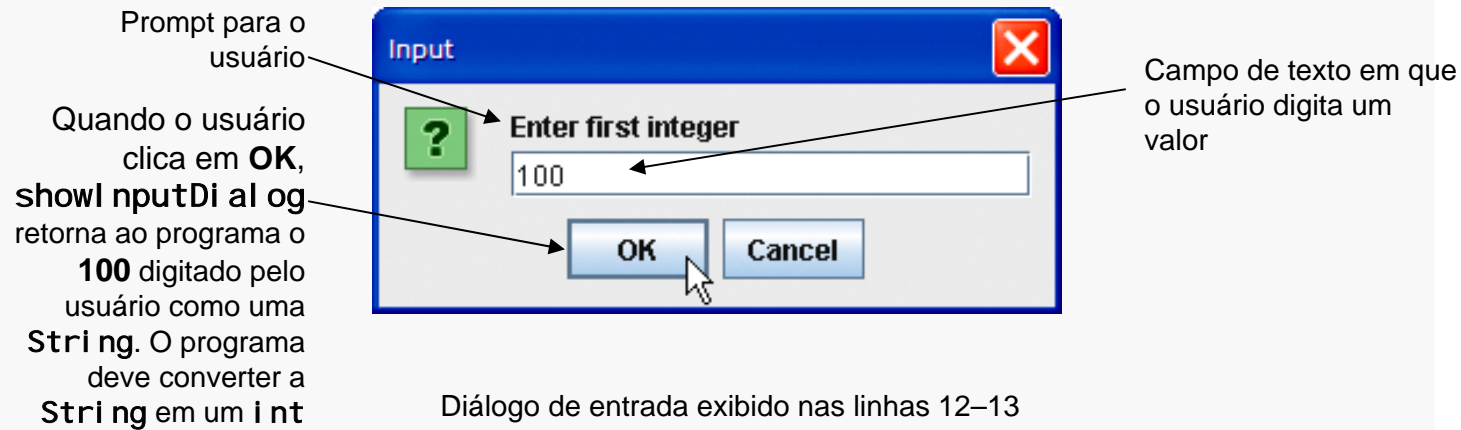 Prompt para o
usuário
Quando o usuário
clica em OK,
showInputDialog
retorna ao programa o
100 digitado pelo
usuário como uma
String. O programa
deve converter a
String em um int
Input
?
Enter first integer
100
OK
Cancel
Campo de texto em que
o usuário digita um
valor
Diálogo de entrada exibido nas linhas 12–13